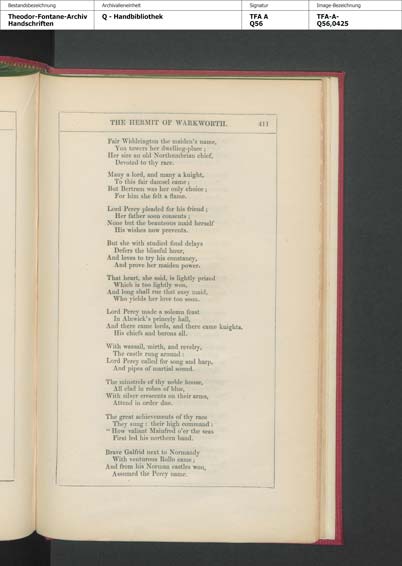 Bestandsbezeichnung
Archivalieneinheit
Signatur
Image-Bezeichnung
Theodor-Fontane-Archiv
Handschriften
Q - Handbibliothek
TFA A
Q56
TFA-A-
Q56,0425
THE HERMIT OF WARKWORTH. 411
Fair Widdrington the maiden's name,
Yon towers her dwelling-place ;
Her sire an old Northumbrian chief,
Devoted to thy race.
Many a lord, and many a knight,
To this fair damsel came ;
But Bertram was her only choice ;
For him she felt a flame.
Lord Percy pleaded for his friend ;
Her father soon consents ;
None but the beauteous maid herself
His wishes now prevents.
But she with studied fond delays
Defers the blissful hour,
And loves to try his constancy,
And prove her maiden power.
That heart, she said, is lightly prized
Which is too lightly won,
And long shall rue that easy maid,
Who yields her love too soon.
Lord Percy made a solemn feast
In Alnwick's princely hall,
And there came lords, and there came knights,
His chiefs and barons all.
With wassail, mirth, and revelry,
The castle rung around :
Lord Percy called for song and harp,
And pipes of martial sound.
The minstrels of thy noble house,
All clad in robes of blue,
With silver crescents on their arms,
Attend in order due.
The great achievements of thy race
They sung : their high command :
" How valiant Mainfred o'er the seas
First led his northern band.
Brave Galfrid next to Normandy
With venturous Rollo came ;
And from his Norman castles won,
Assumed the Percy name.